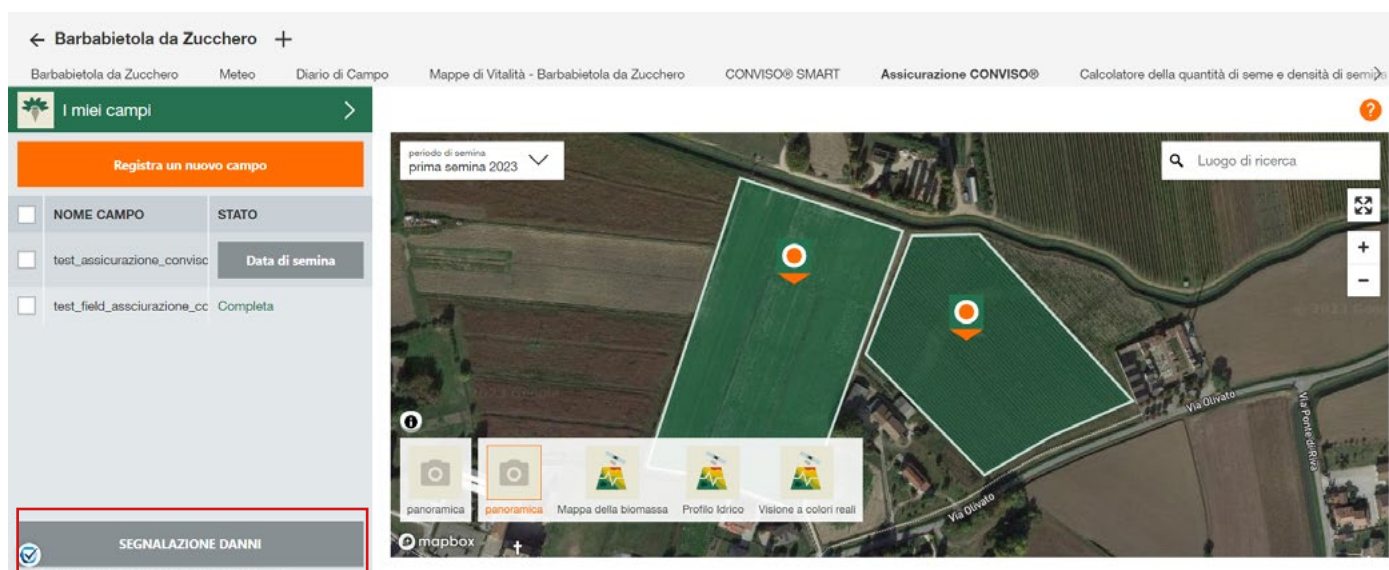 ← Barbabietola da Zucchero +
Barbabietola da Zucchero Meteo Diario di Campo Mappe di Vitalità - Barbabietola da Zucchero CONVISO® SMART Assicurazione CONVISO® Calcolatore della quantità di seme e densità di semi
I miei campi
?
Registra un nuovo campo
periodo di semina
prima semina 2023
Luogo di ricerca
NOME CAMPO STATO
test_assicurazione_convisc Data di semina
+
−
test_field_assciurazione_cc Completa
Via Olivato
Via Ponte di Riva
panoramica panoramica Mappa della biomassa Profilo Idrico Visione a colori reali
Via Olivato
mapbox
SEGNALAZIONE DANNI